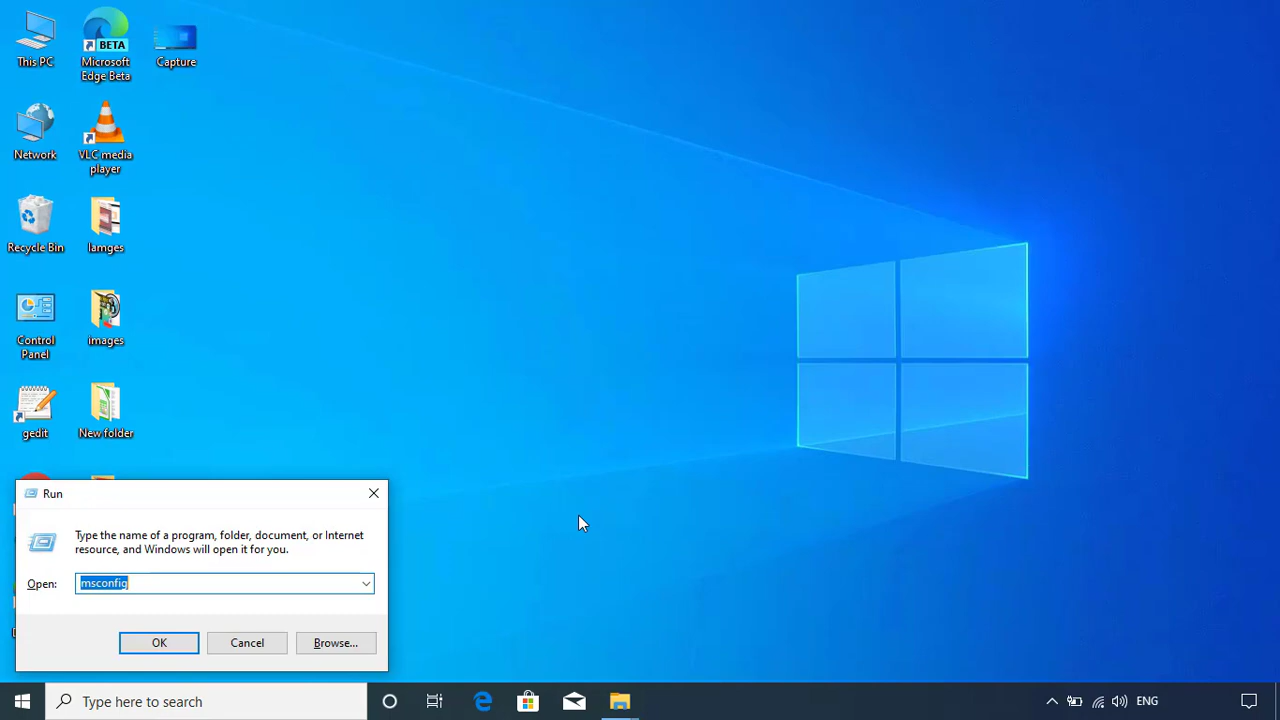 This PC
Microsoft
Edge Beta
BETA
Capture
Network
VLC media
player
Recycle Bin
Iamges
Control
Panel
images
gedit
New folder
Run
Type the name of a program, folder, document, or Internet
resource, and Windows will open it for you.
Open:
msconfig
OK
Cancel
Browse...
Type here to search
ENG